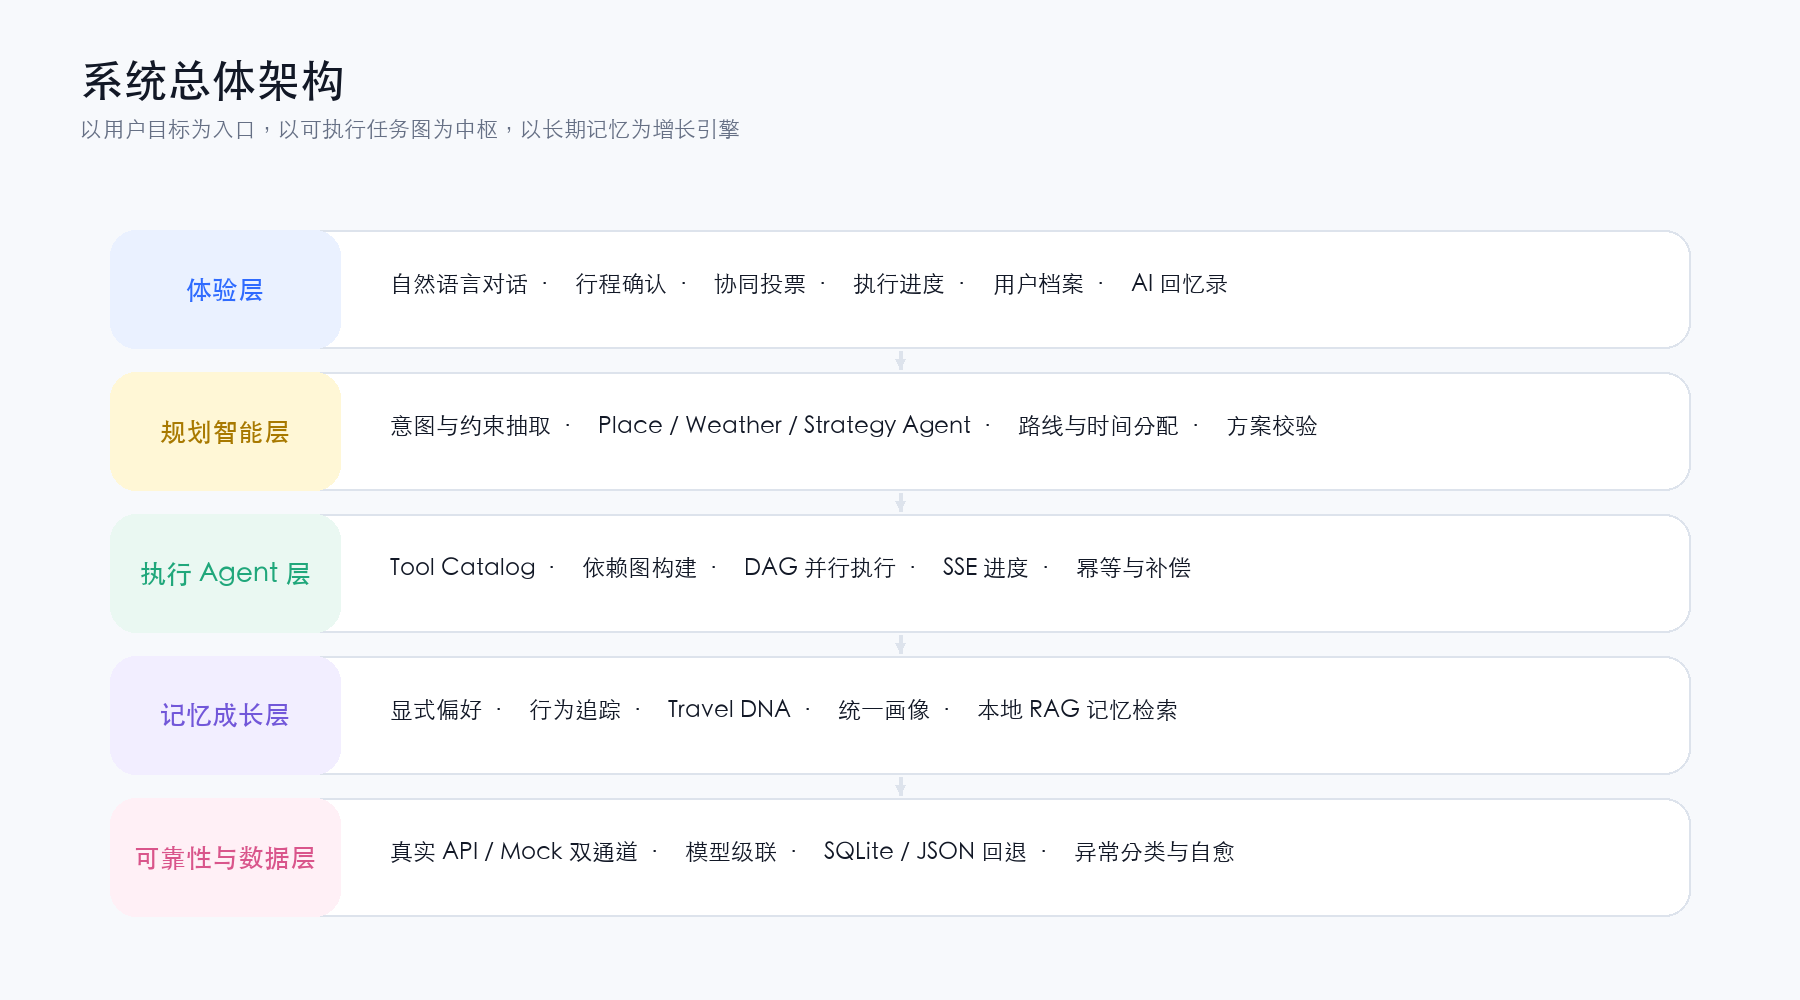 系统总体架构
以用户目标为入口，以可执行任务图为中枢，以长期记忆为增长引擎
体验层
自然语言对话 · 行程确认 · 协同投票 · 执行进度 · 用户档案 · AI 回忆录
规划智能层
意图与约束抽取 · Place / Weather / Strategy Agent · 路线与时间分配 · 方案校验
执行 Agent 层
Tool Catalog · 依赖图构建 · DAG 并行执行 · SSE 进度 · 幂等与补偿
记忆成长层
显式偏好 · 行为追踪 · Travel DNA · 统一画像 · 本地 RAG 记忆检索
可靠性与数据层
真实 API / Mock 双通道 · 模型级联 · SQLite / JSON 回退 · 异常分类与自愈